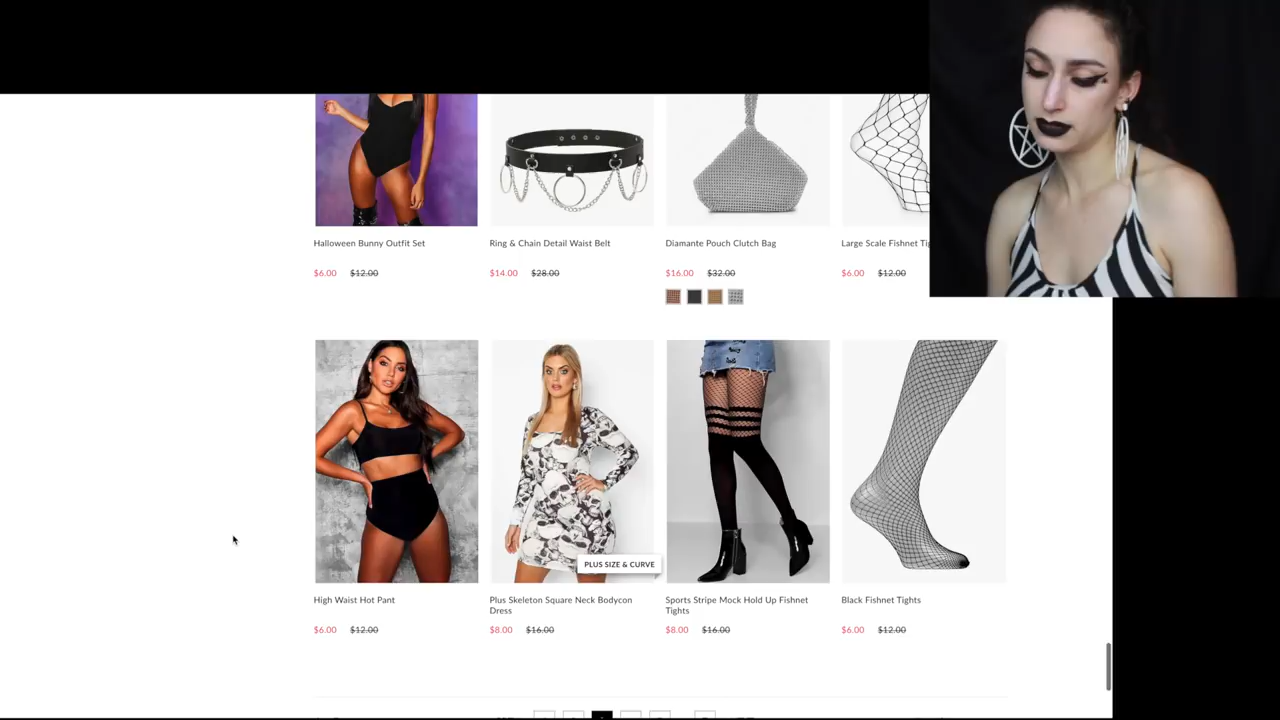 Halloween Bunny Outfit Set
Ring & Chain Detail Waist Belt
Diamante Pouch Clutch Bag
Large Scale Fishnet
$6.00 $12.00
$14.00 $28.00
$16.00 $32.00
$6.00 $12.00
PLUS SIZE & CURVE
High Waist Hot Pant
Plus Skeleton Square Neck Bodycon
Dress
Sports Stripe Mock Hold Up Fishnet
Tights
Black Fishnet Tights
$6.00 $12.00
$8.00 $16.00
$8.00 $16.00
$6.00 $12.00